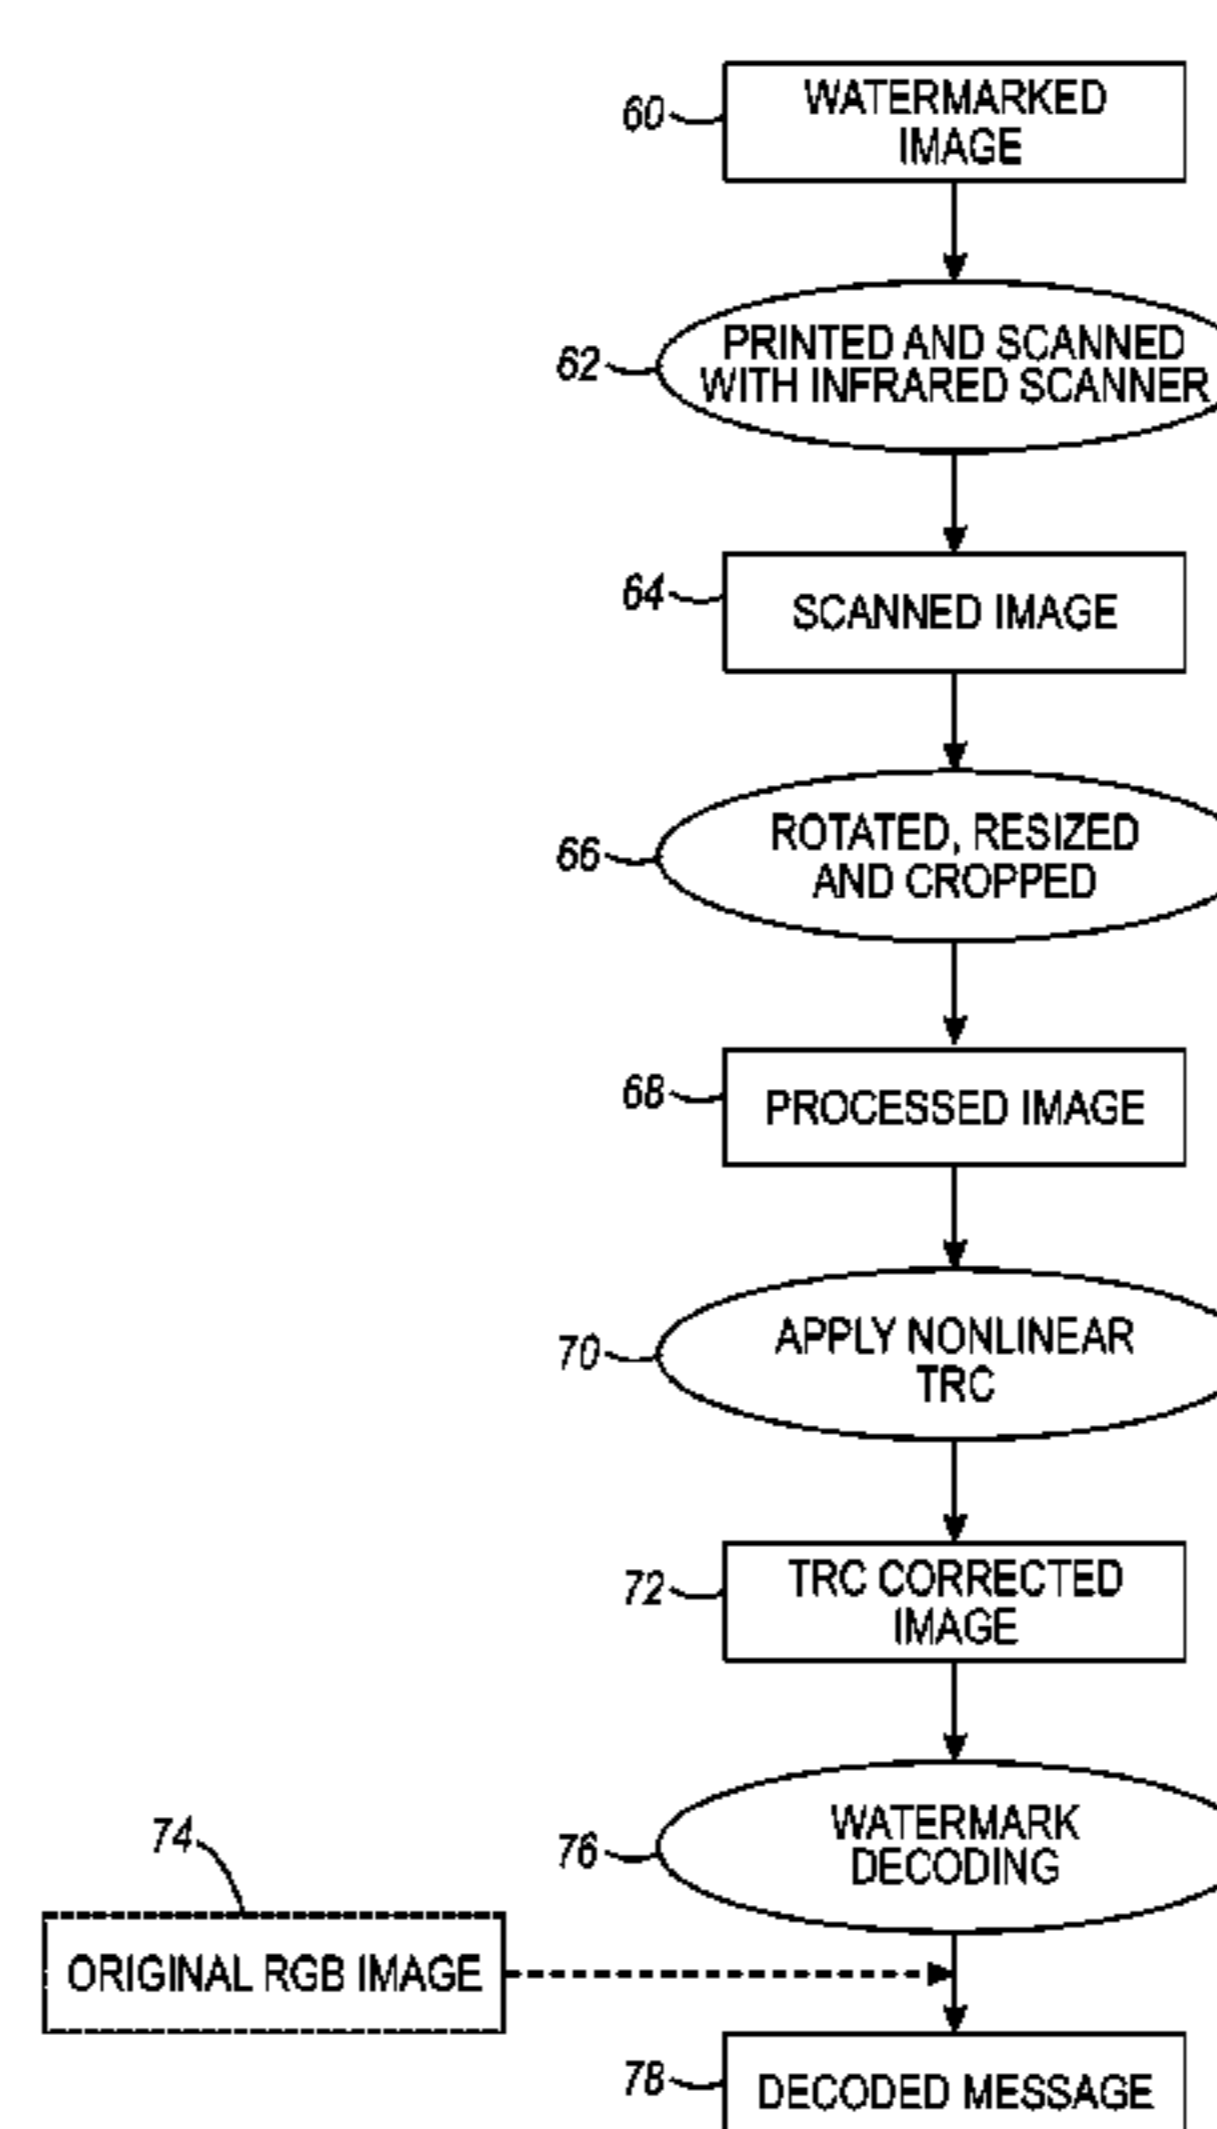 60
WATERMARKED
IMAGE
62
PRINTED AND SCANNED
WITH INFRARED SCANNER
64
SCANNED IMAGE
66
ROTATED, RESIZED
AND CROPPED
68
PROCESSED IMAGE
70
APPLY NONLINEAR
TRC
72
TRC CORRECTED
IMAGE
76
WATERMARK
DECODING
74
ORIGINAL RGB IMAGE
78
DECODED MESSAGE